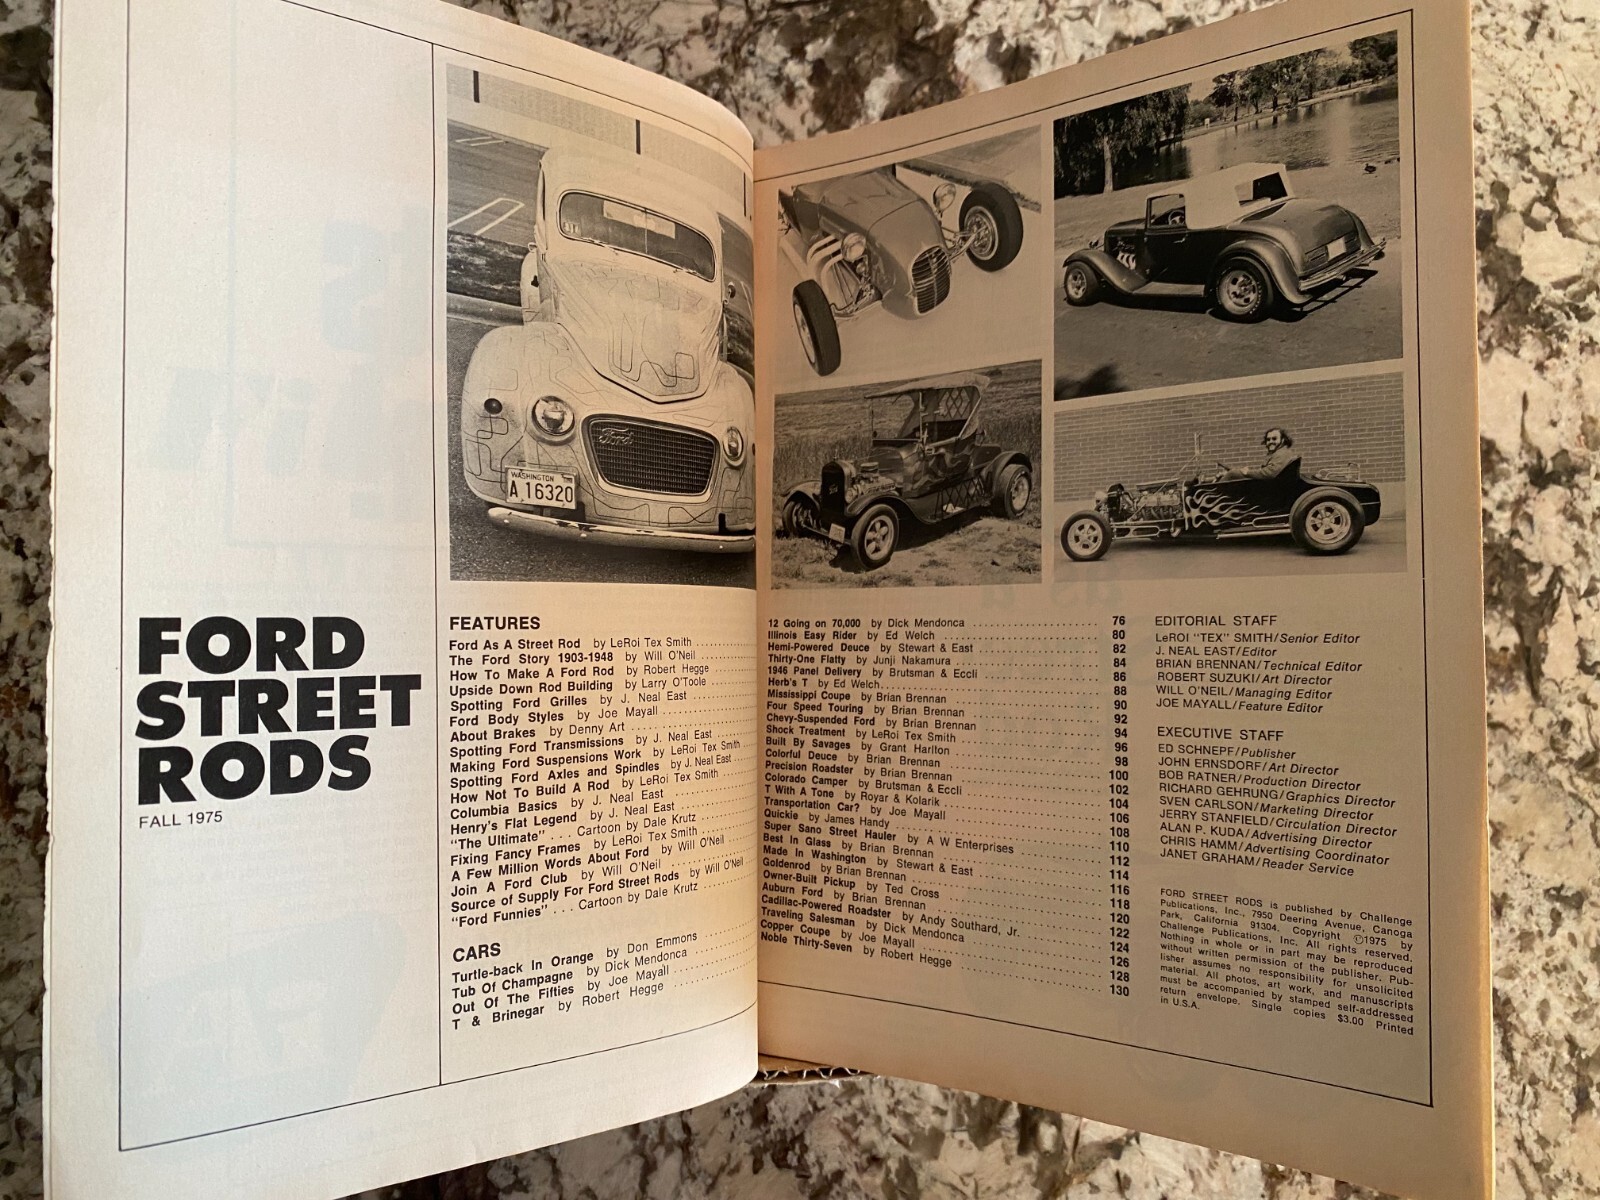 WASHINGTON
A 16320
Ford
FORD
STREET
RODS
FALL 1975
FEATURES
Ford As A Street Rod by LeRoi Tex Smith
The Ford Story 1903-1948 by Will O'Neil
How To Make A Ford Rod by Robert Hegge
Upside Down Rod Building by Larry O'Toole
Spotting Ford Grilles by J. Neal East
Ford Body Styles by Joe Mayall
About Brakes by Denny Art
Spotting Ford Transmissions by J. Neal East
Making Ford Suspensions Work by LeRoi Tex Smith
Spotting Ford Axles and Spindles by J. Neal East
How Not To Build A Rod by LeRoi Tex Smith
Columbia Basics by J. Neal East
Henry's Flat Legend by J. Neal East
"The Ultimate" . . . Cartoon by Dale Krutz
Fixing Fancy Frames by LeRoi Tex Smith
A Few Million Words About Ford by Will O'Neil
Join A Ford Club by Will O'Neil
Source of Supply For Ford Street Rods by Will O'Neil
"Ford Funnies" . . . Cartoon by Dale Krutz
CARS
Turtle-back In Orange by Don Emmons
Tub Of Champagne by Dick Mendonca
Out Of The Fifties by Joe Mayall
T & Brinegar by Robert Hegge
12 Going on 70,000 by Dick Mendonca 76
Illinois Easy Rider by Ed Welch 80
Hemi-Powered Deuce by Stewart & East 82
Thirty-One Flatty by Junji Nakamura 84
1946 Panel Delivery by Brutsman & Eccli 86
Herb's T by Ed Welch 88
Mississippi Coupe by Brian Brennan 90
Four Speed Touring by Brian Brennan 92
Chevy-Suspended Ford by Brian Brennan 94
Shock Treatment by LeRoi Tex Smith 96
Built By Savages by Grant Harlton 98
Colorful Deuce by Brian Brennan 100
Precision Roadster by Brian Brennan 102
Colorado Camper by Brutsman & Eccli 104
T With A Tone by Royar & Kolarik 106
Transportation Car? by Joe Mayall 108
Quickie by James Handy 110
Super Sano Street Hauler by A W Enterprises 112
Best In Glass by Brian Brennan 114
Made In Washington by Stewart & East 116
Goldenrod by Brian Brennan 118
Owner-Built Pickup by Ted Cross 120
Auburn Ford by Brian Brennan 122
Cadillac-Powered Roadster by Andy Southard, Jr. 124
Traveling Salesman by Dick Mendonca 126
Copper Coupe by Joe Mayall 128
Noble Thirty-Seven by Robert Hegge 130
EDITORIAL STAFF
LeROI "TEX" SMITH/Senior Editor
J. NEAL EAST/Editor
BRIAN BRENNAN/Technical Editor
ROBERT SUZUKI/Art Director
WILL O'NEIL/Managing Editor
JOE MAYALL/Feature Editor
EXECUTIVE STAFF
ED SCHNEPF/Publisher
JOHN ERNSDORF/Art Director
BOB RATNER/Production Director
RICHARD GEHRUNG/Graphics Director
SVEN CARLSON/Marketing Director
JERRY STANFIELD/Circulation Director
ALAN P. KUDA/Advertising Director
CHRIS HAMM/Advertising Coordinator
JANET GRAHAM/Reader Service
FORD STREET RODS is published by Challenge
Publications, Inc., 7950 Deering Avenue, Canoga
Park, California 91304. Copyright ©1975 by
Challenge Publications, Inc. All rights reserved.
Nothing in whole or in part may be reproduced
without written permission of the publisher. Pub-
lisher assumes no responsibility for unsolicited
material. All photos, art work, and manuscripts
must be accompanied by stamped self-addressed
return envelope. Single copies $3.00 Printed
in U.S.A.